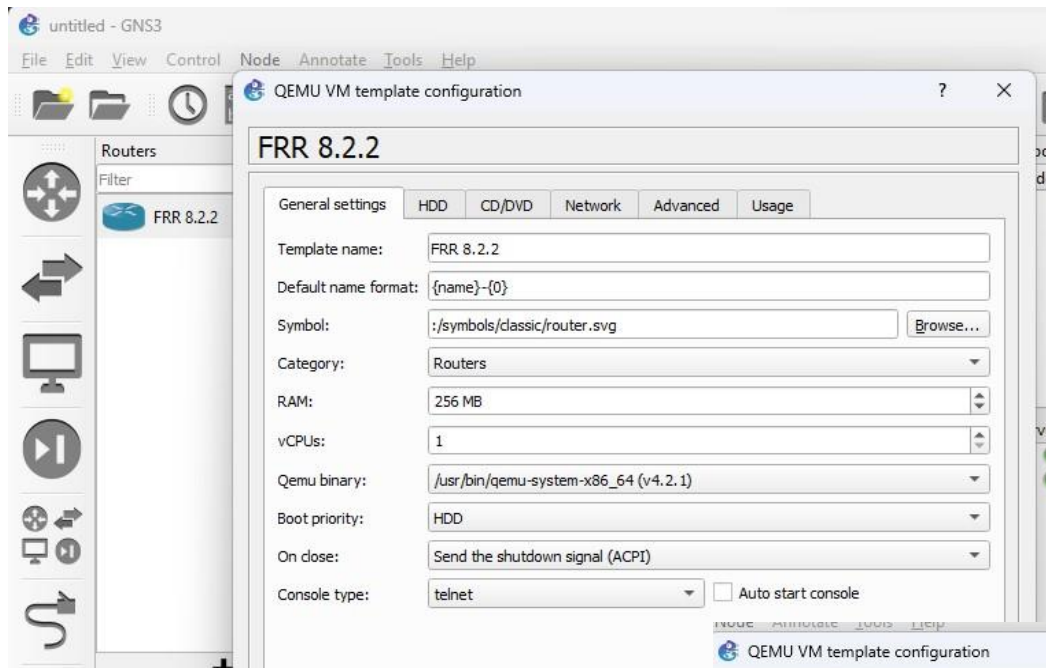 untitled - GNS3
File Edit View Control Node Annotate Tools Help
QEMU VM template configuration ? ×
FRR 8.2.2
Routers
Filter
FRR 8.2.2
General settings HDD CD/DVD Network Advanced Usage
Template name: FRR 8.2.2
Default name format: {name}-{0}
Symbol: :/symbols/classic/router.svg Browse...
Category: Routers
RAM: 256 MB
vCPUs: 1
Qemu binary: /usr/bin/qemu-system-x86_64 (v4.2.1)
Boot priority: HDD
On close: Send the shutdown signal (ACPI)
Console type: telnet Auto start console
Node Annotate Tools Help
QEMU VM template configuration